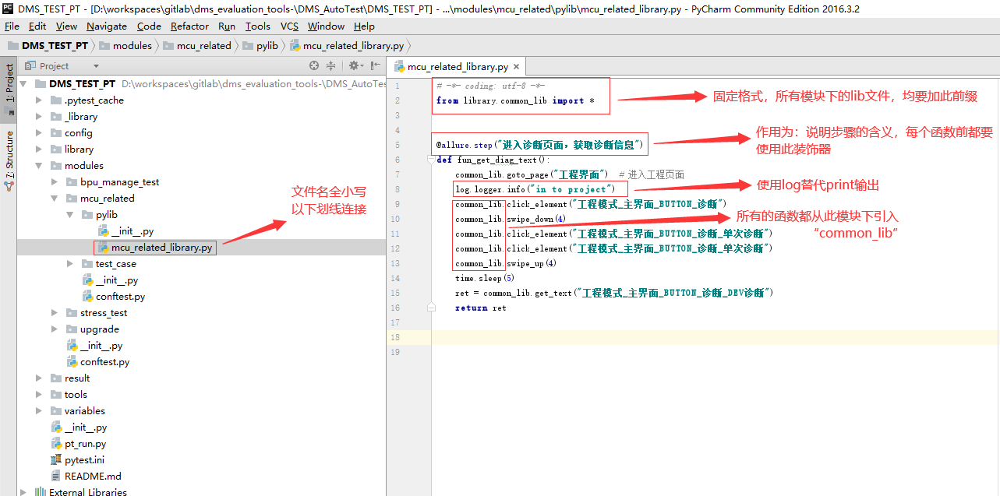 DMS_TEST_PT - [D:\workspaces\gitlab\dms_evaluation_tools-\DMS_AutoTest\DMS_TEST_PT] - ...\modules\mcu_related\pylib\mcu_related_library.py - PyCharm Community Edition 2016.3.2
File Edit View Navigate Code Refactor Run Tools VCS Window Help
DMS_TEST_PT modules mcu_related pylib mcu_related_library.py
1: Project
7: Structure
Project
DMS_TEST_PT D:\workspaces\gitlab\dms_evaluation_tools-\DMS_AutoTes
.pytest_cache
_library
config
library
modules
bpu_manage_test
mcu_related
pylib
__init__.py
mcu_related_library.py
test_case
__init__.py
conftest.py
stress_test
upgrade
__init__.py
conftest.py
result
tools
variables
__init__.py
pt_run.py
pytest.ini
README.md
External Libraries
文件名全小写
以下划线连接
mcu_related_library.py
1 # -*- coding: utf-8 -*-
2 from library.common_lib import *
3
4
5 @allure.step("进入诊断页面，获取诊断信息")
6 def fun_get_diag_text():
7 common_lib.goto_page("工程界面") # 进入工程页面
8 log.logger.info("in to project")
9 common_lib.click_element("工程模式_主界面_BUTTON_诊断")
10 common_lib.swipe_down(4)
11 common_lib.click_element("工程模式_主界面_BUTTON_诊断_单次诊断")
12 common_lib.click_element("工程模式_主界面_BUTTON_诊断_单次诊断")
13 common_lib.swipe_up(4)
14 time.sleep(5)
15 ret = common_lib.get_text("工程模式_主界面_BUTTON_诊断_DEV诊断")
16 return ret
17
18
19
固定格式，所有模块下的lib文件，均要加此前缀
作用为：说明步骤的含义，每个函数前都要
使用此装饰器
使用log替代print输出
所有的函数都从此模块下引入
“common_lib”